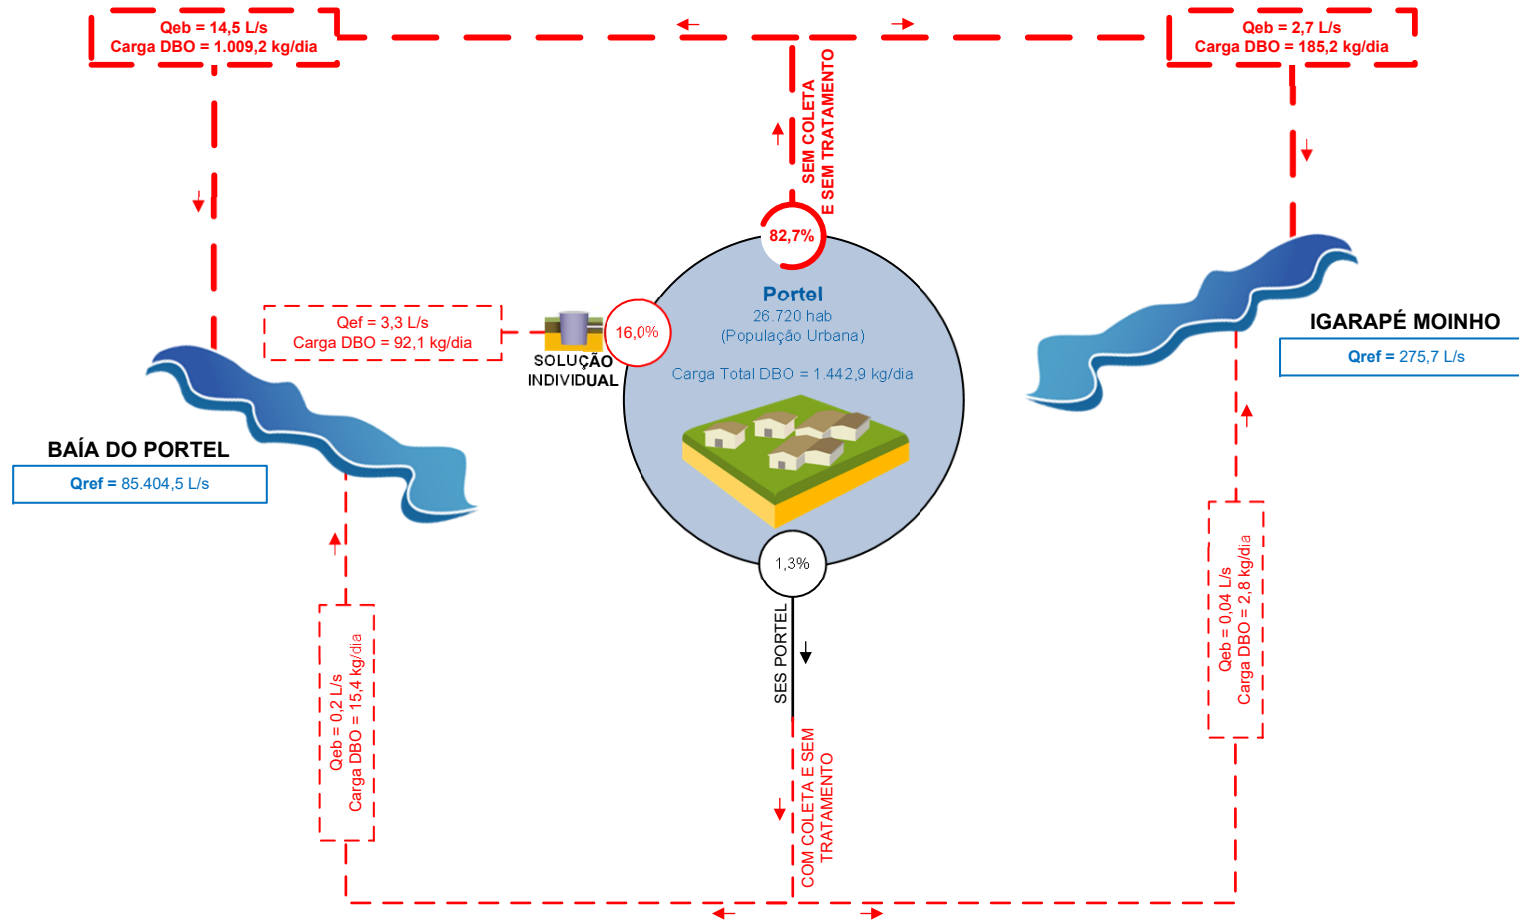 Qeb = 14,5 L/s
Carga DBO = 1.009,2 kg/dia
Qeb = 2,7 L/s
Carga DBO = 185,2 kg/dia
SEM COLETA
E SEM TRATAMENTO
82,7%
Portel
26.720 hab
(População Urbana)
Carga Total DBO = 1.442,9 kg/dia
Qef = 3,3 L/s
Carga DBO = 92,1 kg/dia
16,0%
SOLUÇÃO
INDIVIDUAL
IGARAPÉ MOINHO
Qref = 275,7 L/s
BAÍA DO PORTEL
Qref = 85.404,5 L/s
1,3%
SES PORTEL
Qeb = 0,2 L/s
Carga DBO = 15,4 kg/dia
Qeb = 0,04 L/s
Carga DBO = 2,8 kg/dia
COM COLETA E SEM
TRATAMENTO